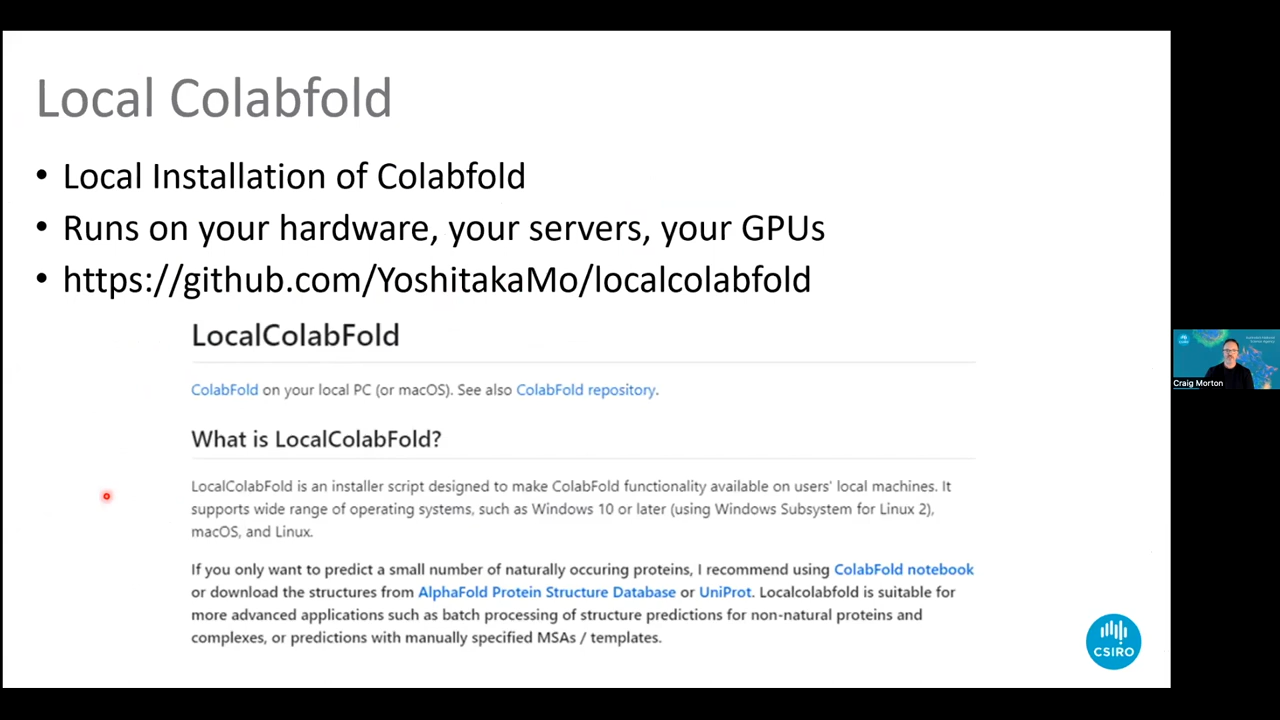 Local Colabfold
• Local Installation of Colabfold
• Runs on your hardware, your servers, your GPUs
• https://github.com/YoshitakaMo/localcolabfold
LocalColabFold
ColabFold on your local PC (or macOS). See also ColabFold repository.
What is LocalColabFold?
LocalColabFold is an installer script designed to make ColabFold functionality available on users' local machines. It
supports wide range of operating systems, such as Windows 10 or later (using Windows Subsystem for Linux 2),
macOS, and Linux.
If you only want to predict a small number of naturally occuring proteins, I recommend using ColabFold notebook
or download the structures from AlphaFold Protein Structure Database or UniProt. Localcolabfold is suitable for
more advanced applications such as batch processing of structure predictions for non-natural proteins and
complexes, or predictions with manually specified MSAs / templates.
CSIRO
Craig Morton